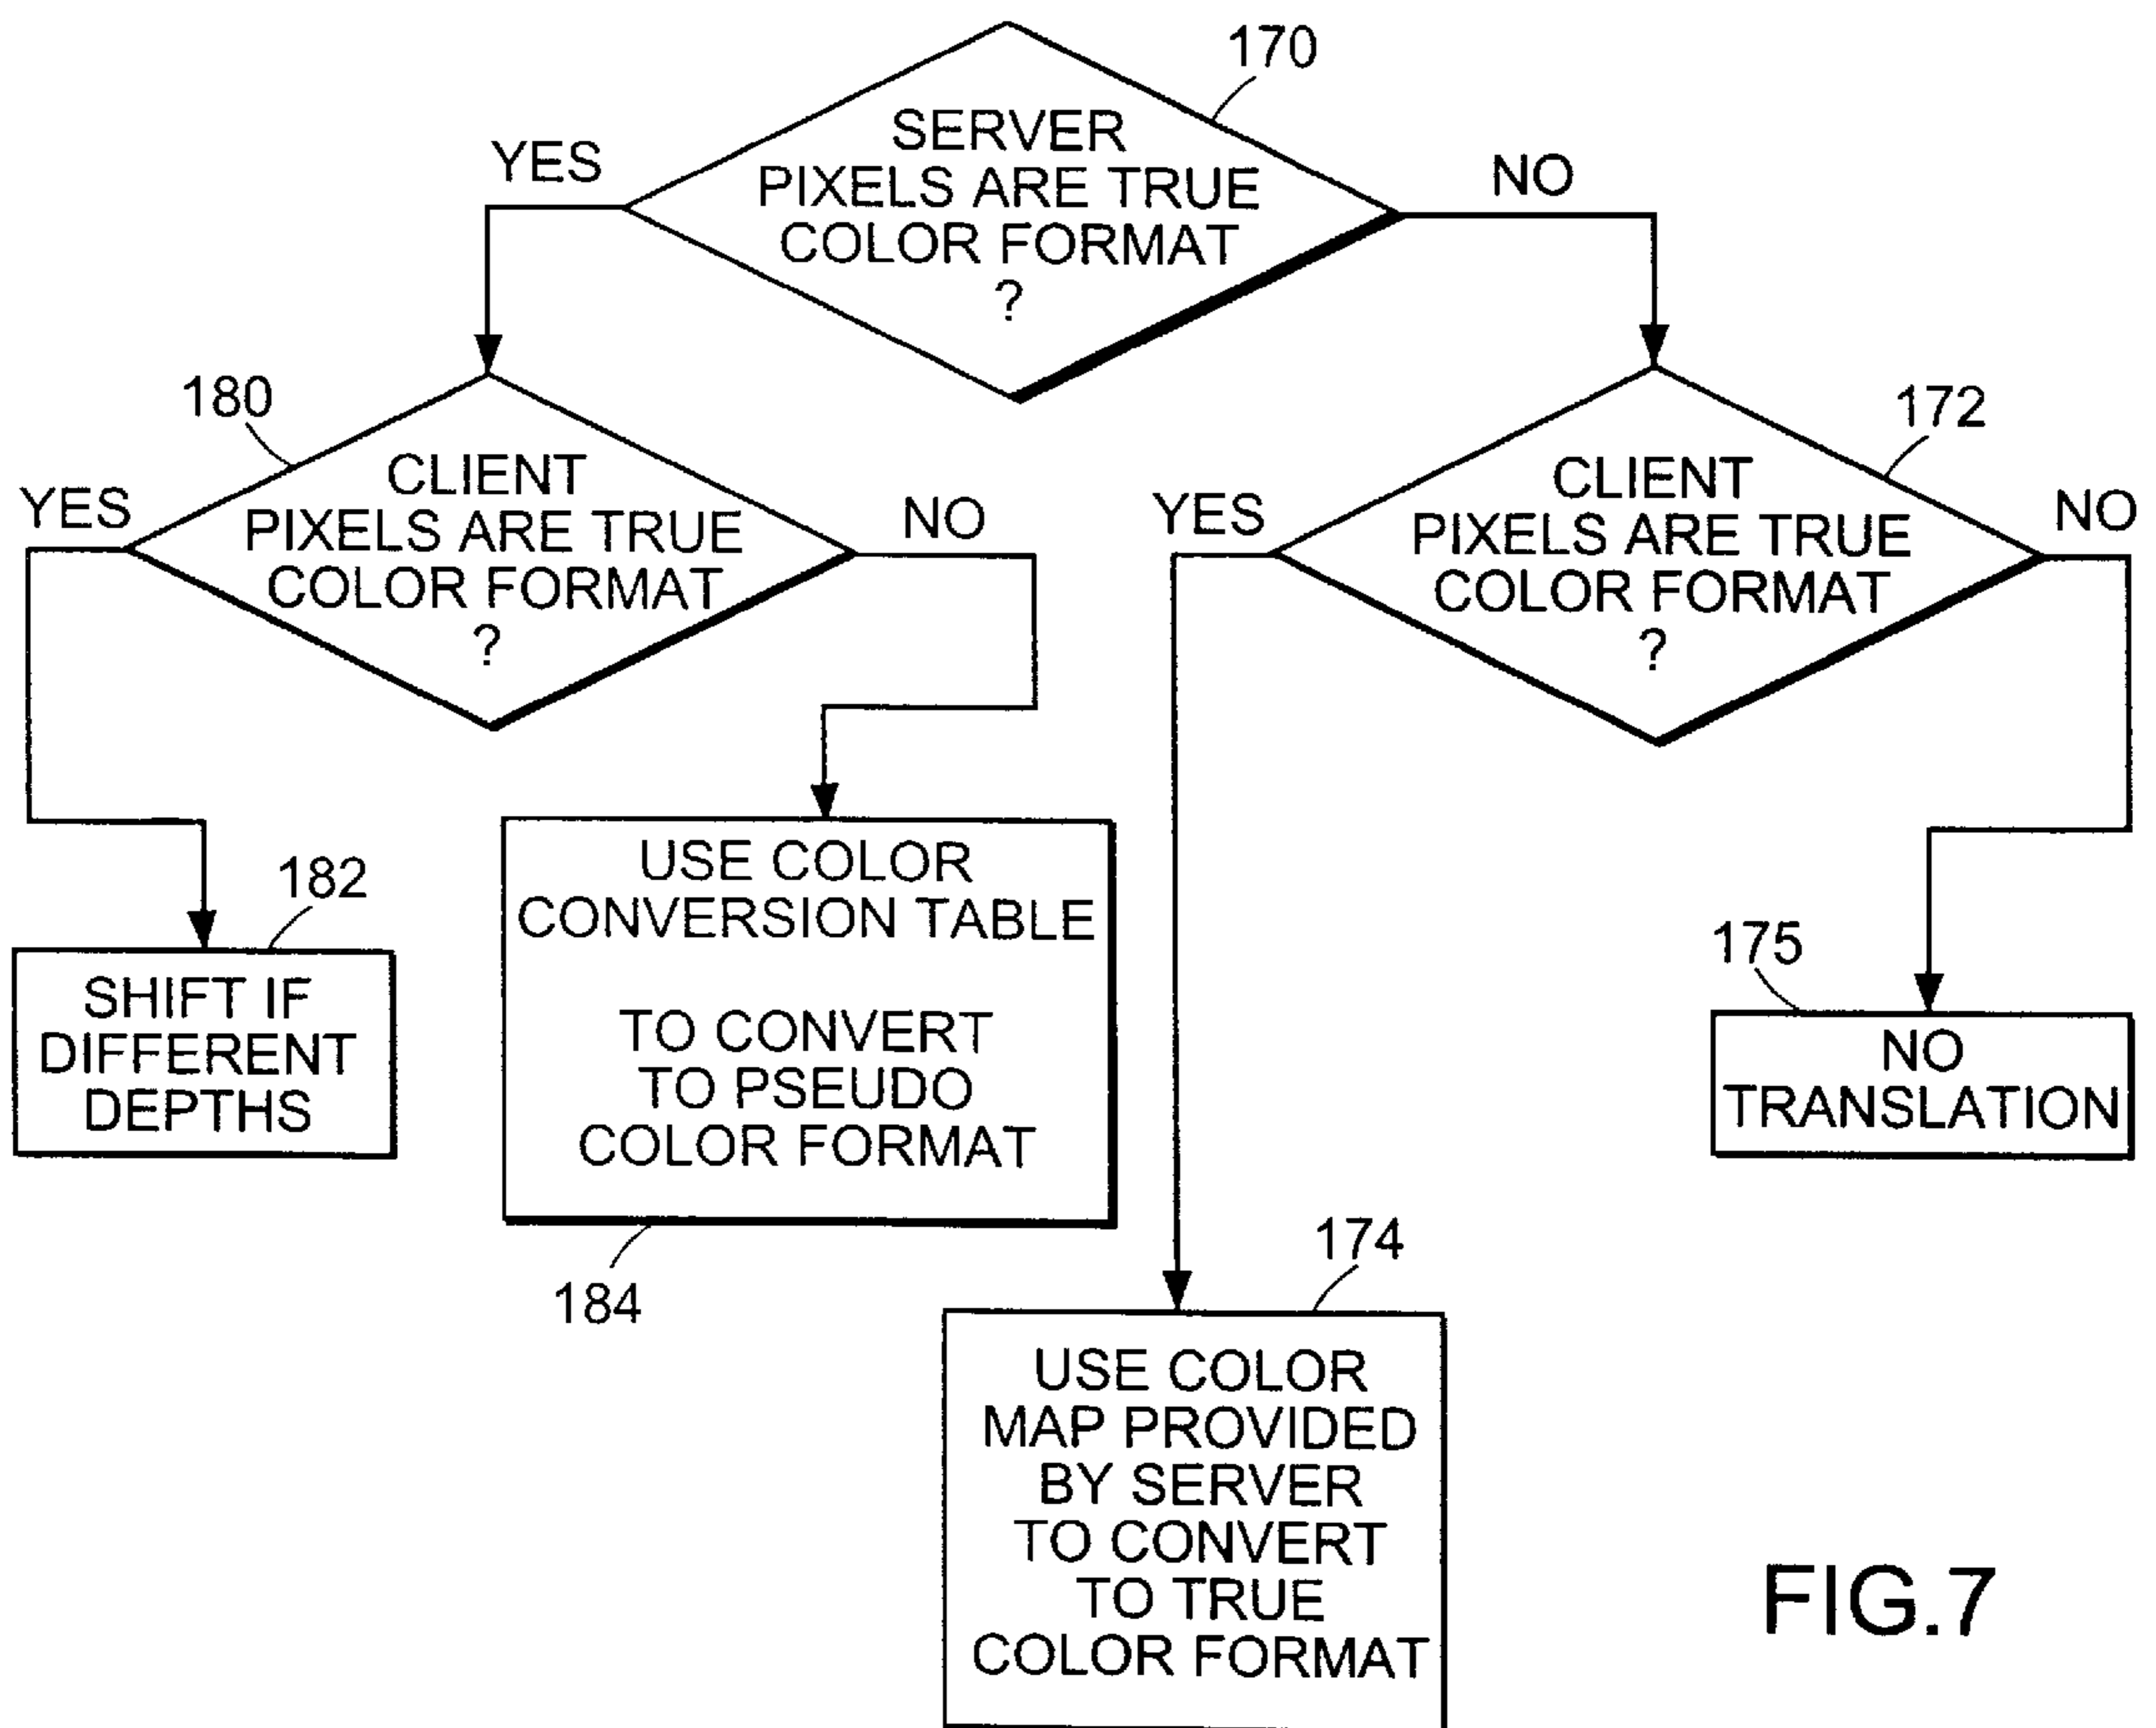 170
SERVER
PIXELS ARE TRUE
COLOR FORMAT
?
YES
NO
180
CLIENT
PIXELS ARE TRUE
COLOR FORMAT
?
YES
NO
172
CLIENT
PIXELS ARE TRUE
COLOR FORMAT
?
YES
NO
182
SHIFT IF
DIFFERENT
DEPTHS
USE COLOR
CONVERSION TABLE
TO CONVERT
TO PSEUDO
COLOR FORMAT
184
175
NO
TRANSLATION
174
USE COLOR
MAP PROVIDED
BY SERVER
TO CONVERT
TO TRUE
COLOR FORMAT
FIG.7